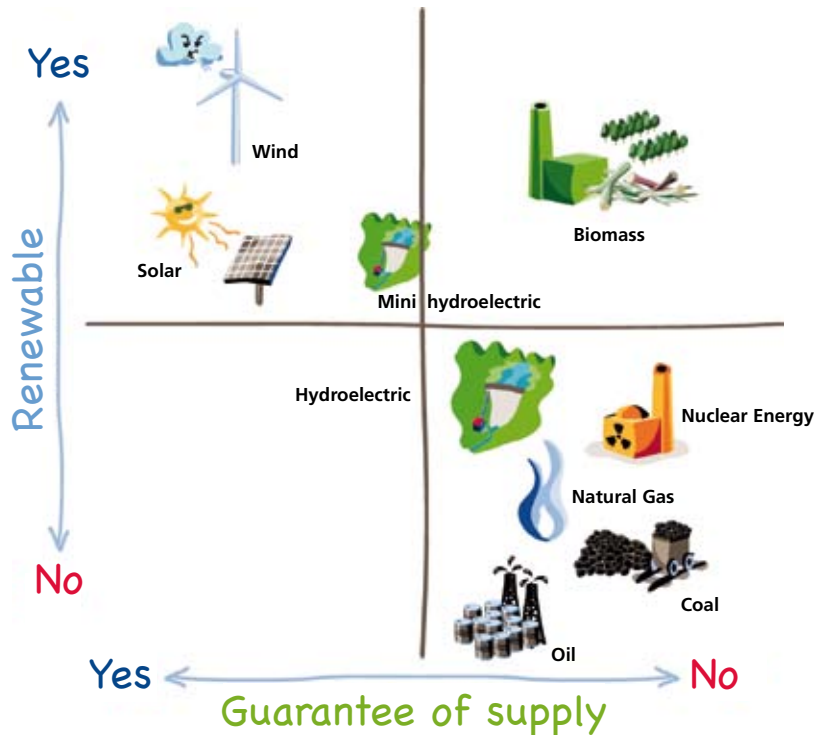 Yes
Wind
Biomass
Solar
Mini hydroelectric
Renewable
Hydroelectric
Nuclear Energy
Natural Gas
No
Coal
Oil
Yes
No
Guarantee of supply